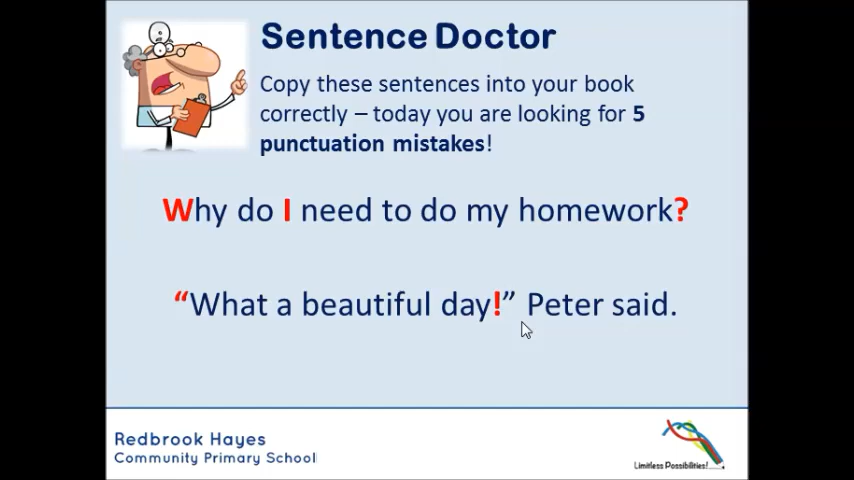 Sentence Doctor
Copy these sentences into your book
correctly – today you are looking for 5
punctuation mistakes!
Why do I need to do my homework?
“What a beautiful day!” Peter said.
Redbrook Hayes
Community Primary School
Limitless Possibilities!